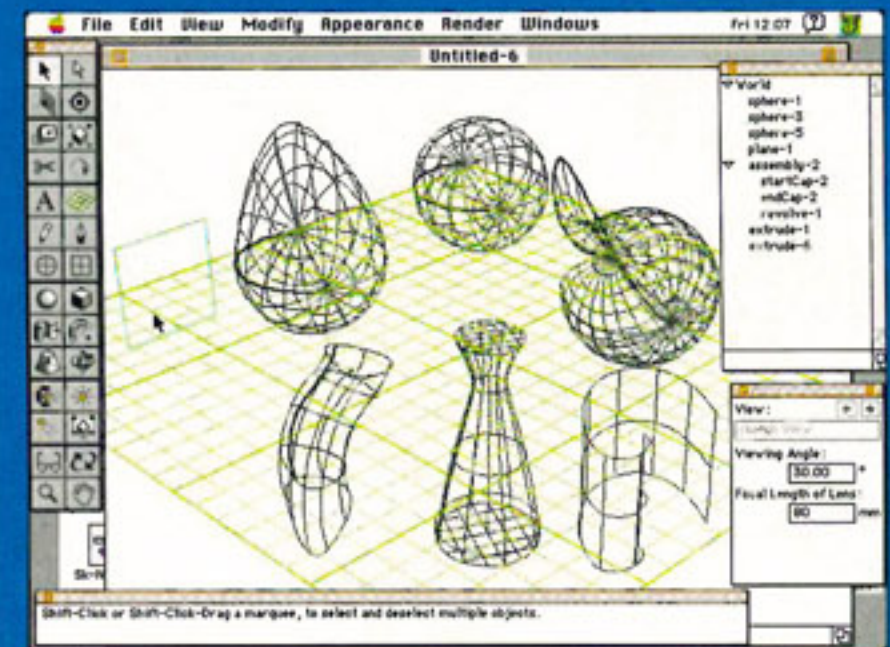 File Edit View Modify Appearance Render Windows
Fri 12:07
Untitled-6
World
sphere-1
sphere-3
sphere-5
plane-1
assembly-2
startCap-2
endCap-2
revolve-1
extrude-1
extrude-6
A
View:
Viewing Angle:
30.00 °
Focal Length of Lens:
80 mm
Shift-Click or Shift-Click-Drag a marquee, to select and deselect multiple objects.